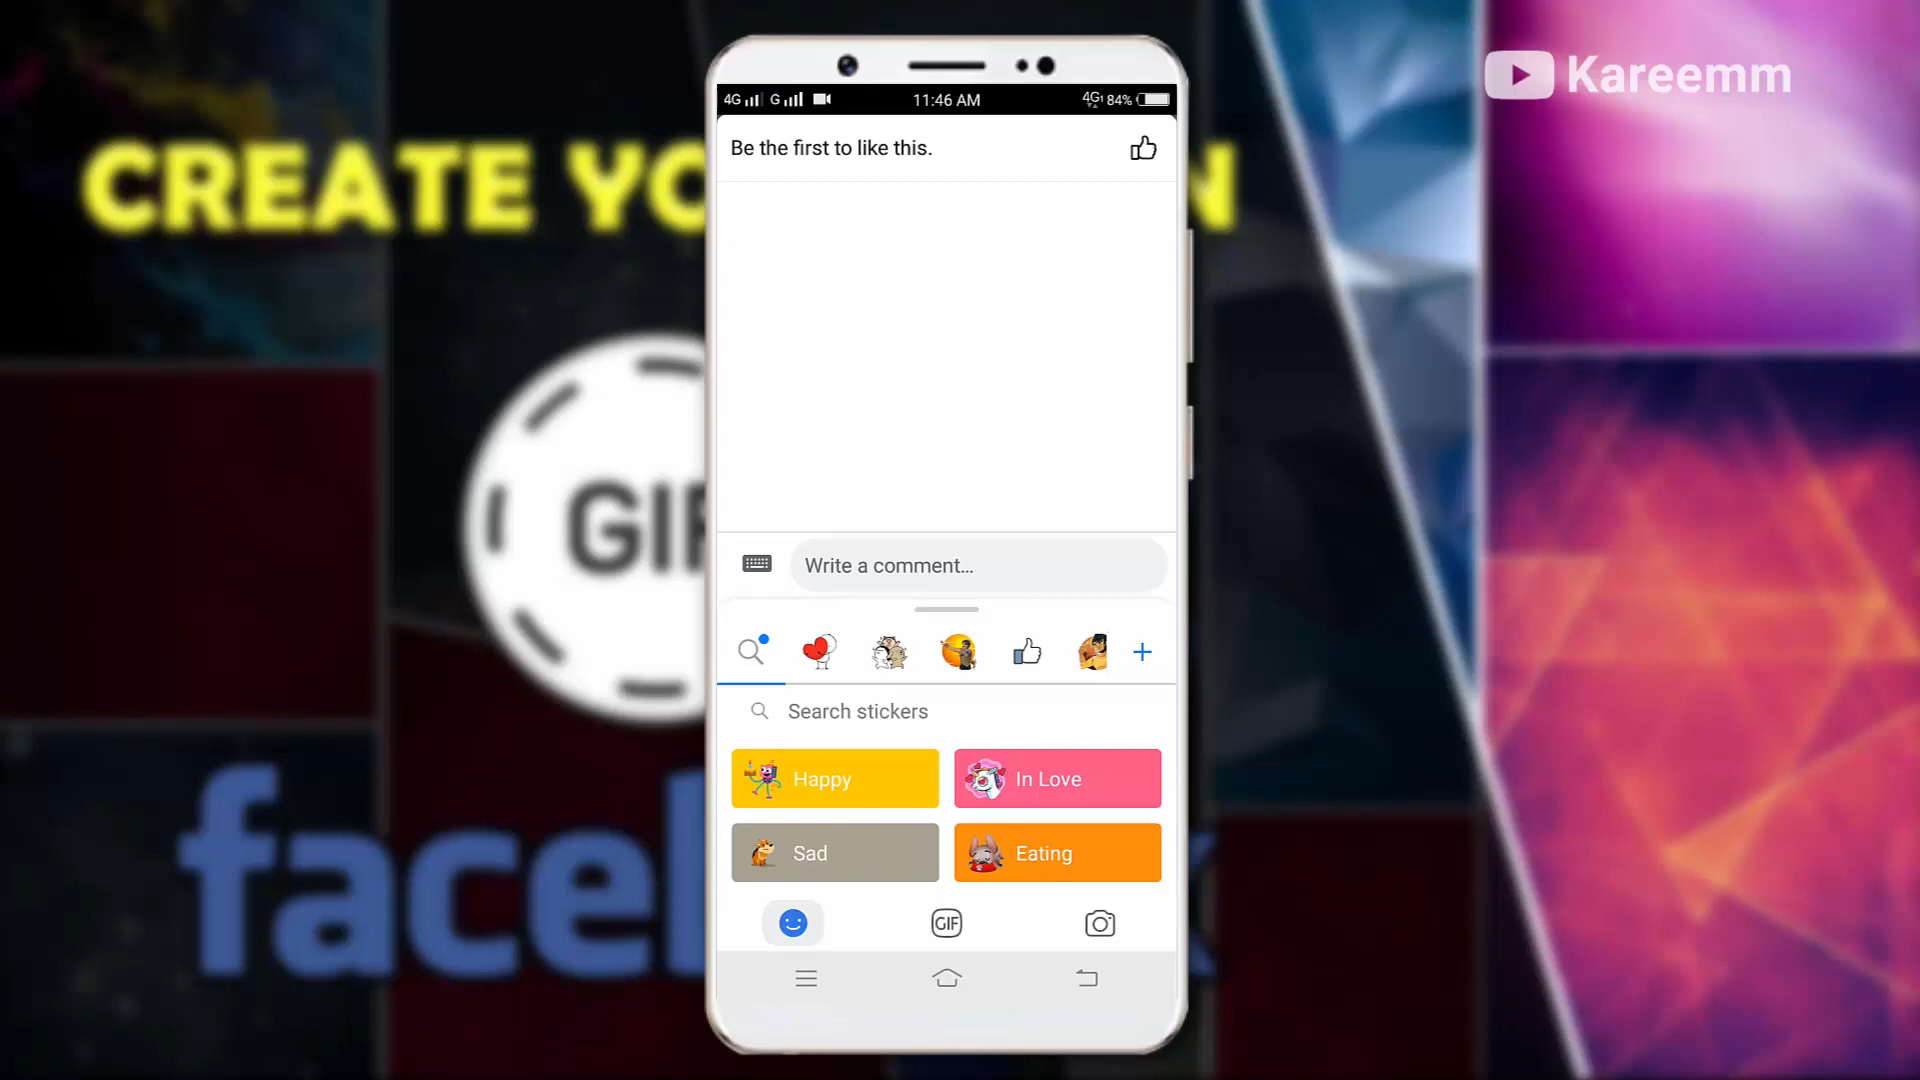 Kareemm
CREATE YO
N
GIF
face
4G G 11:46 AM 4G 84%
Be the first to like this.
Write a comment...
Search stickers
Happy In Love
Sad Eating
GIF